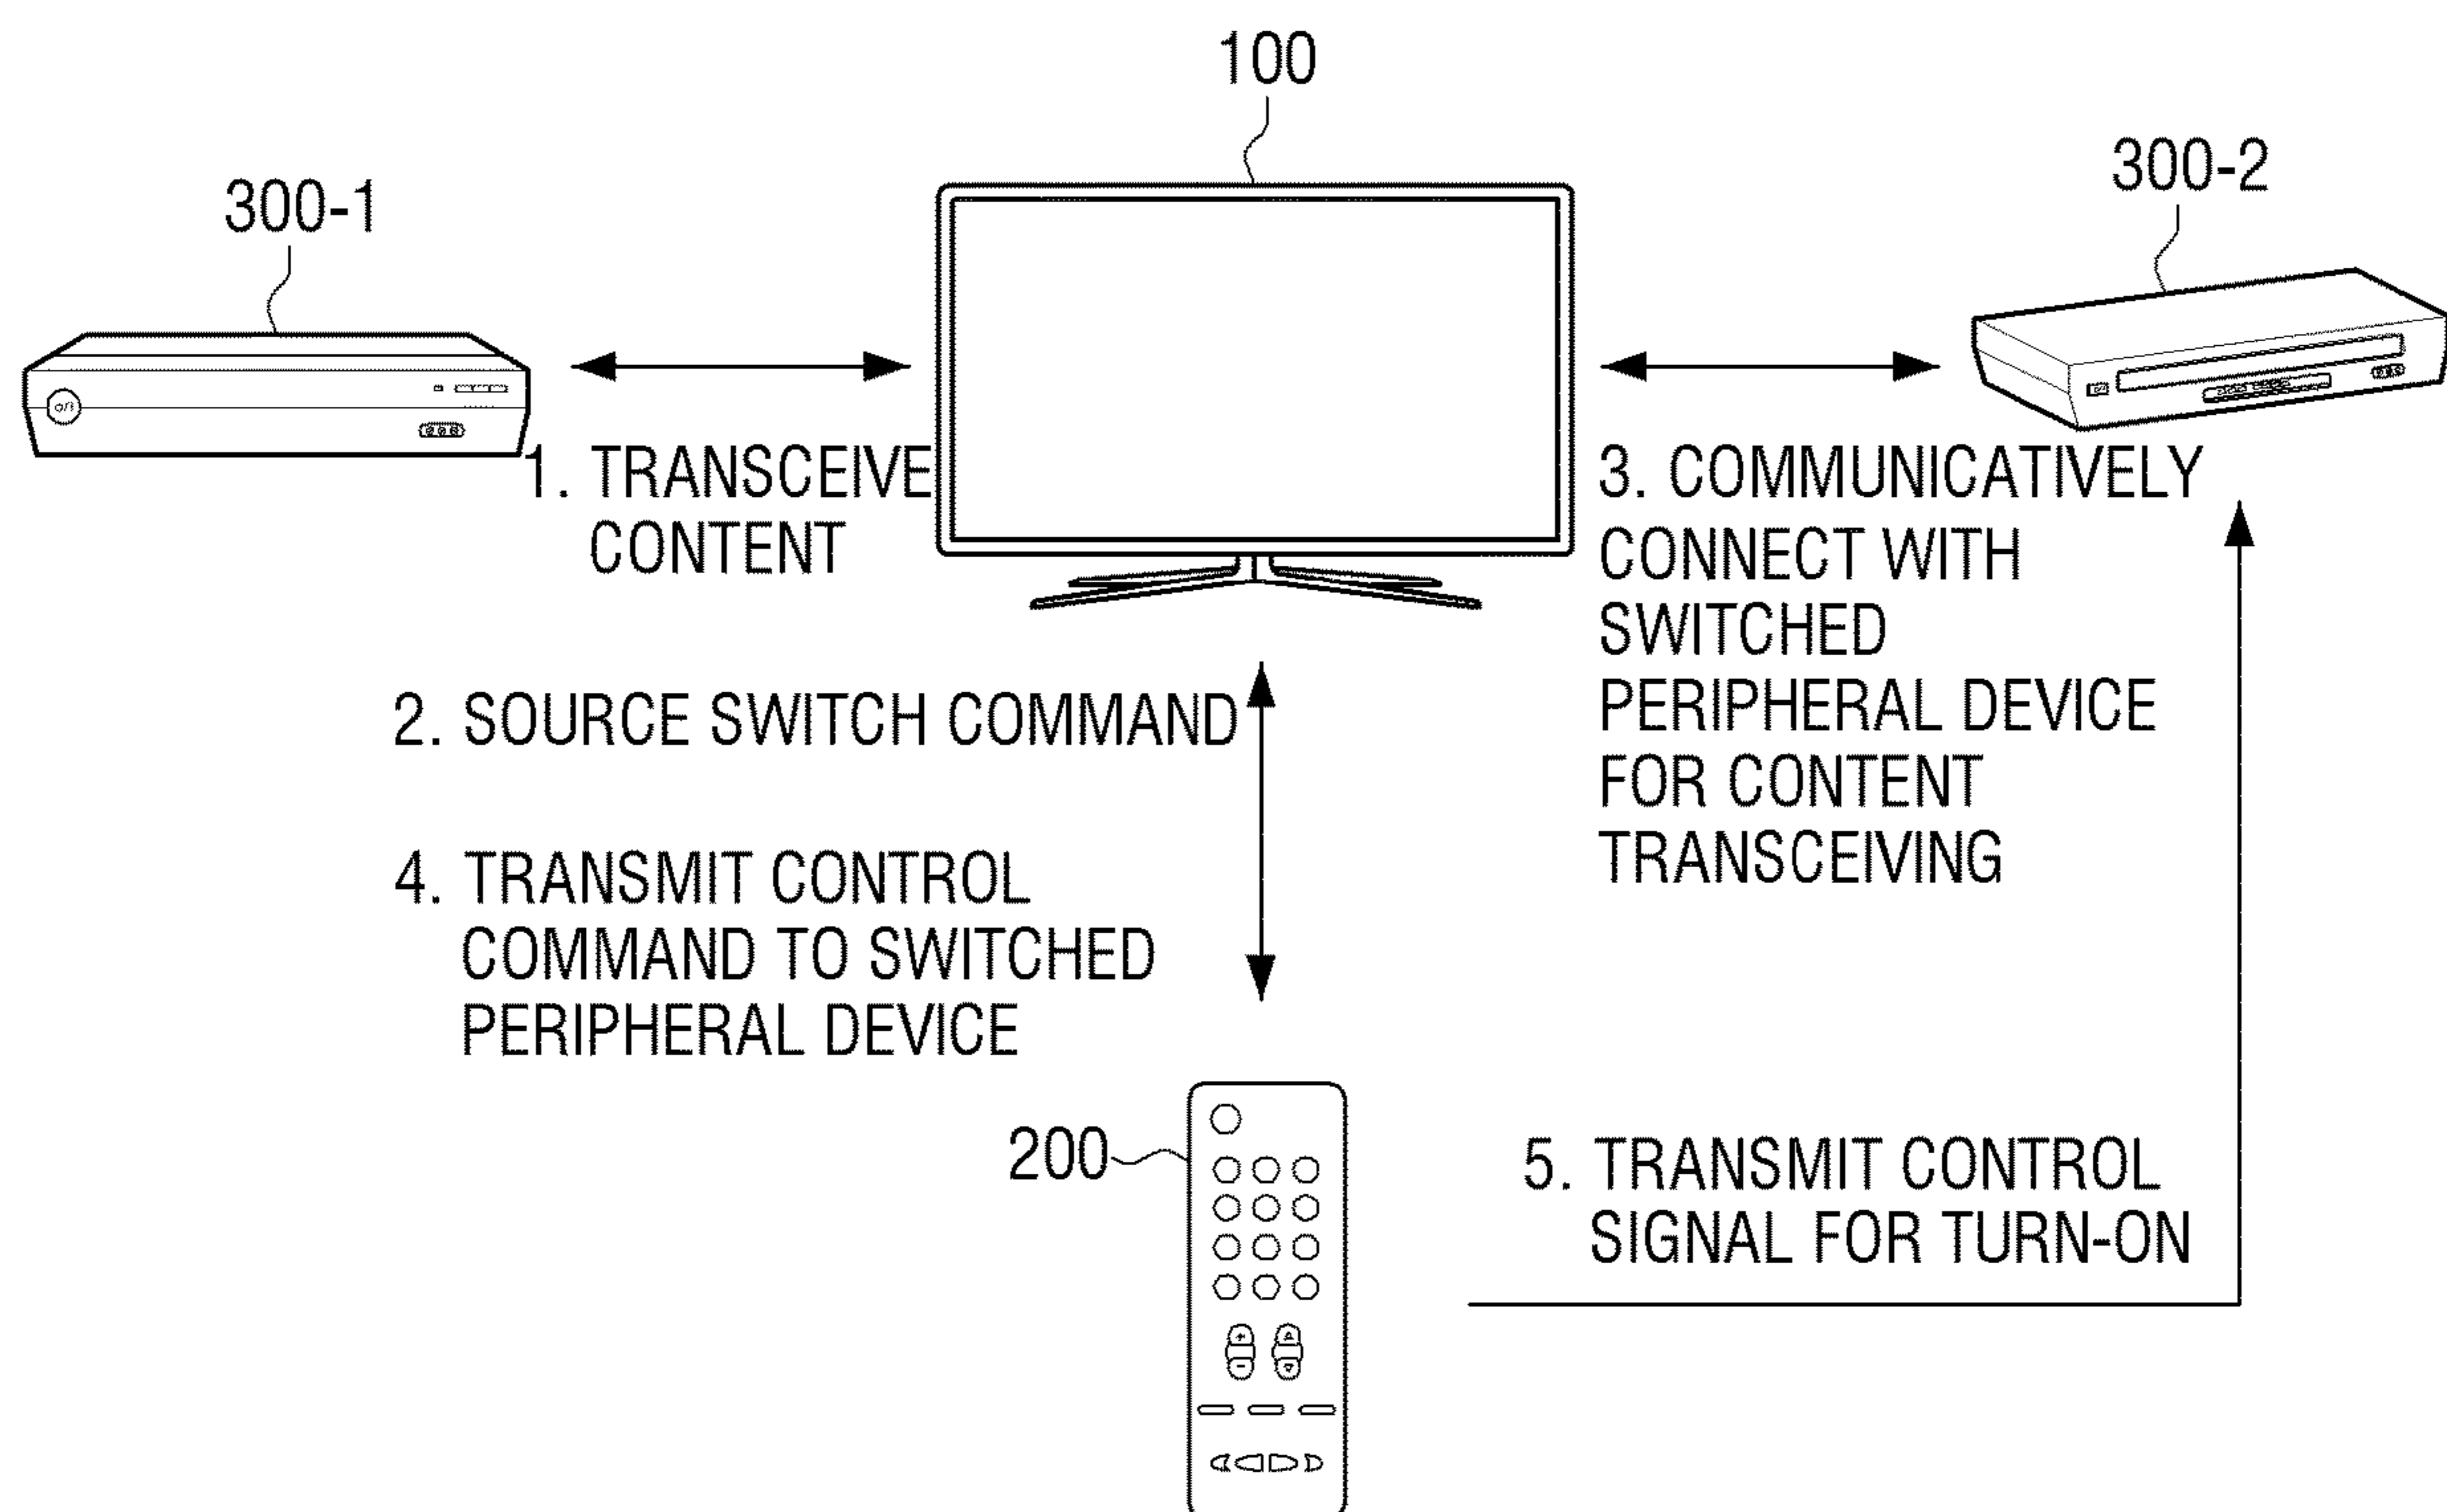 100
300-1
300-2
1. TRANSCEIVE
CONTENT
2. SOURCE SWITCH COMMAND
3. COMMUNICATIVELY
CONNECT WITH
SWITCHED
PERIPHERAL DEVICE
FOR CONTENT
TRANSCEIVING
4. TRANSMIT CONTROL
COMMAND TO SWITCHED
PERIPHERAL DEVICE
200
5. TRANSMIT CONTROL
SIGNAL FOR TURN-ON